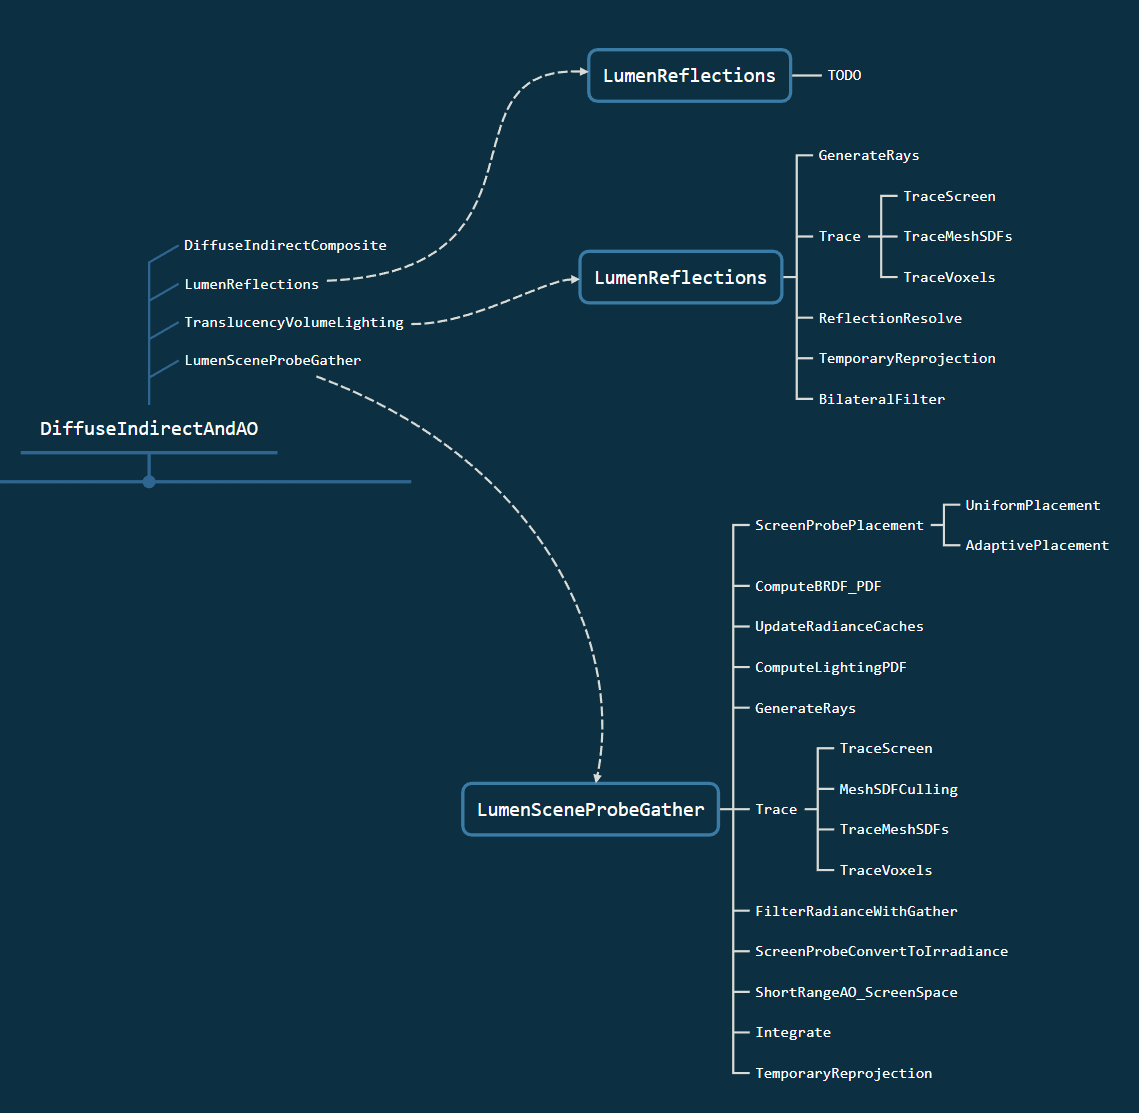 LumenReflections
TODO
GenerateRays
Trace
TraceScreen
TraceMeshSDFs
TraceVoxels
LumenReflections
ReflectionResolve
TemporaryReprojection
BilateralFilter
DiffuseIndirectComposite
LumenReflections
TranslucencyVolumeLighting
LumenSceneProbeGather
DiffuseIndirectAndAO
ScreenProbePlacement
UniformPlacement
AdaptivePlacement
ComputeBRDF_PDF
UpdateRadianceCaches
ComputeLightingPDF
GenerateRays
LumenSceneProbeGather
Trace
TraceScreen
MeshSDFCulling
TraceMeshSDFs
TraceVoxels
FilterRadianceWithGather
ScreenProbeConvertToIrradiance
ShortRangeAO_ScreenSpace
Integrate
TemporaryReprojection